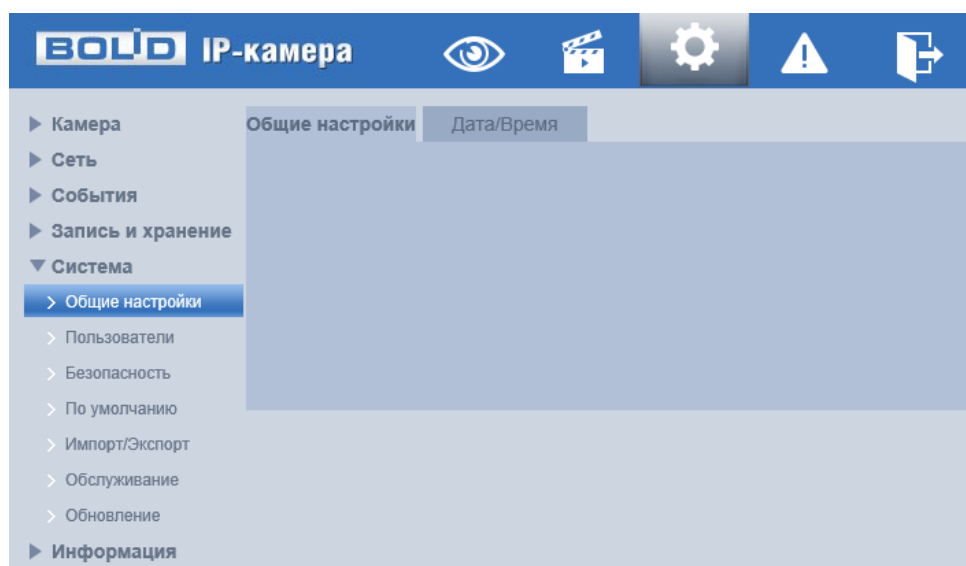 BOLID IP-камера
Камера
Сеть
События
Запись и хранение
Система
Общие настройки
Пользователи
Безопасность
По умолчанию
Импорт/Экспорт
Обслуживание
Обновление
Информация
Общие настройки Дата/Время